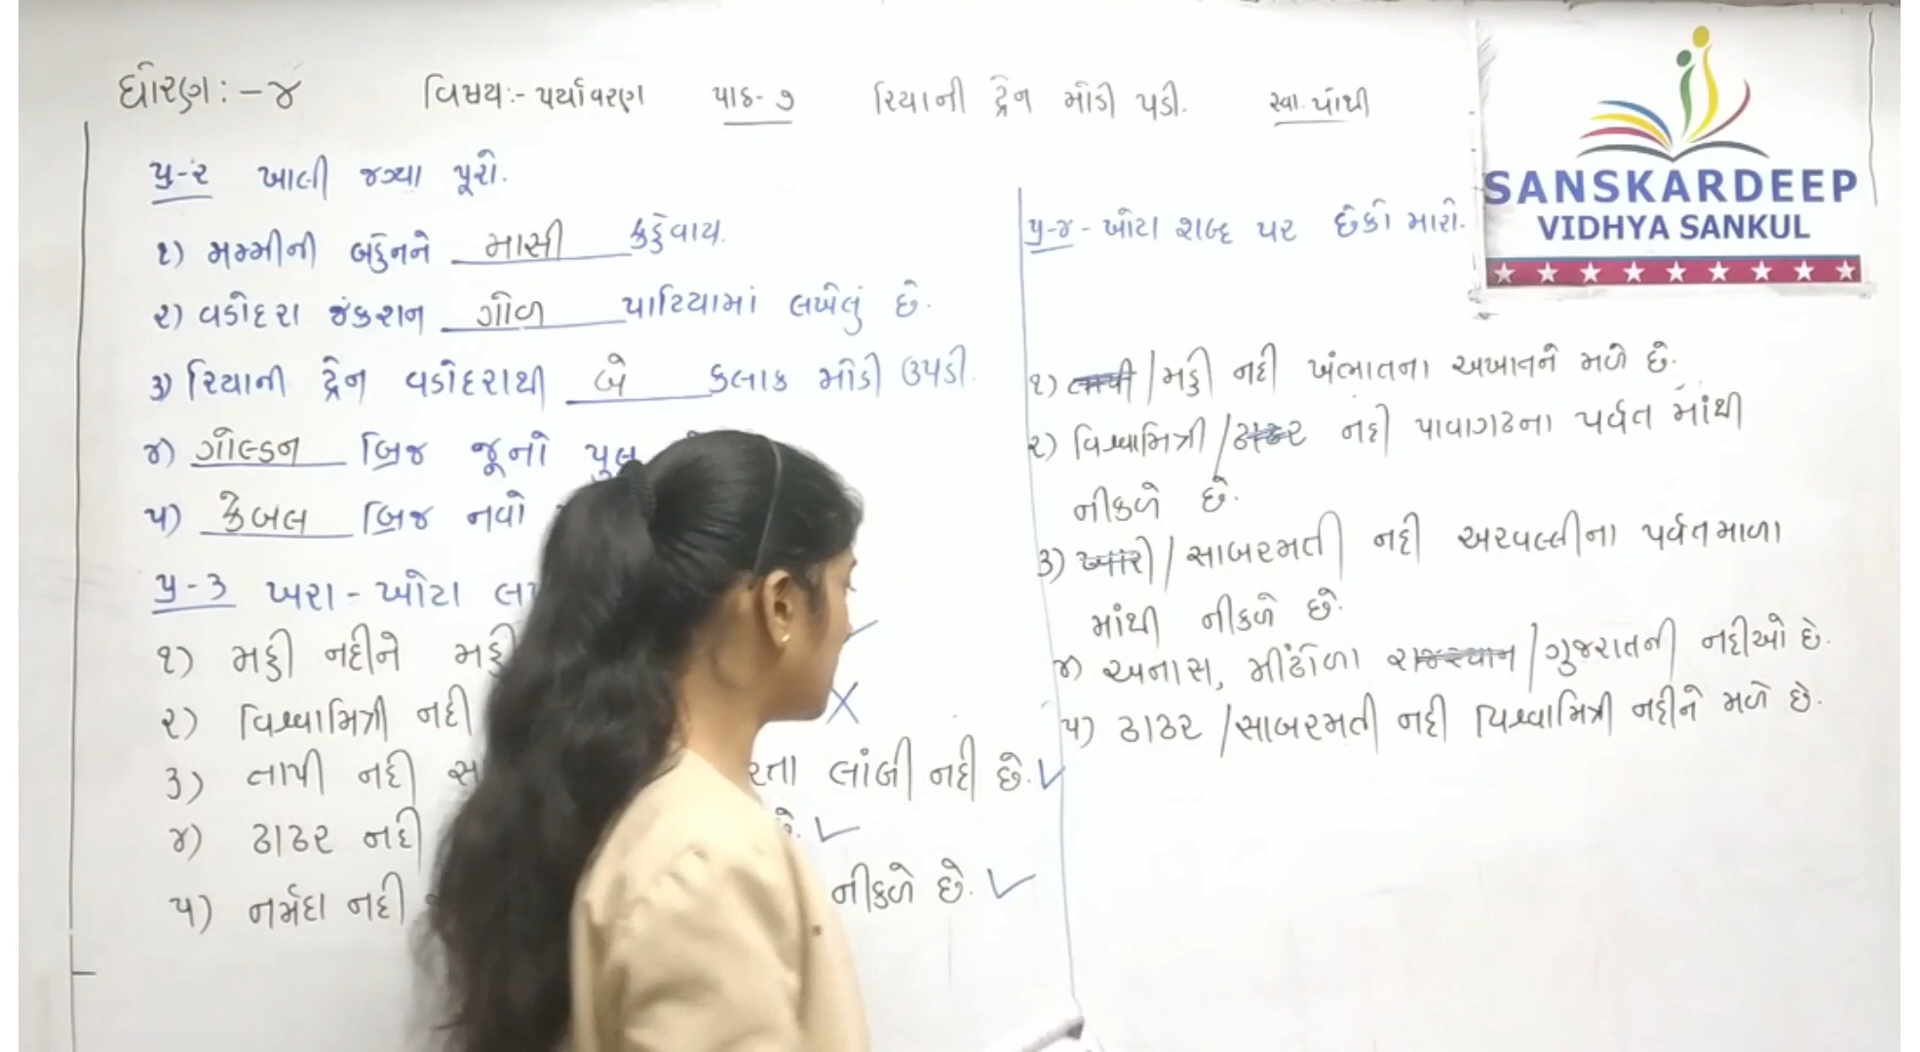 ધોરણ:-૪ વિષય:- પર્યાવરણ પાઠ-૭ રિયાની ટ્રેન મોડી પડી. સ્વા.પોથી
પ્ર-૨ ખાલી જગ્યા પૂરો.
૧) મમ્મીની બહેનને માસી કહેવાય.
૨) વડોદરા જંકશન ગોળ પાટિયામાં લખેલું છે.
૩) રિયાની ટ્રેન વડોદરાથી બે કલાક મોડી ઉપડી.
૪) ગોલ્ડન બ્રિજ જૂનો પુલ
૫) કેબલ બ્રિજ નવો
પ્ર-૩ ખરા-ખોટા
૧) મહી નદીને મહી
૨) વિશ્વામિત્રી નદી X
૩) તાપી નદી રતા લાંબી નદી છે. ✓
૪) ઢાઢર નદી છે. ✓
૫) નર્મદા નદી નીકળે છે. ✓
પ્ર-૪ - ખોટા શબ્દ પર છેકો મારો.
૧) તાપી/મહી નદી ખંભાતના અખાતને મળે છે.
૨) વિશ્વામિત્રી/ઢાઢર નદી પાવાગઢના પર્વત માંથી
નીકળે છે.
૩) ખારી/સાબરમતી નદી અરવલ્લીના પર્વતમાળા
માંથી નીકળે છે.
૪) અનાસ, મીંઢોળા રાજસ્થાન/ગુજરાતની નદીઓ છે.
૫) ઢાઢર/સાબરમતી નદી વિશ્વામિત્રી નદીને મળે છે.
SANSKARDEEP
VIDHYA SANKUL